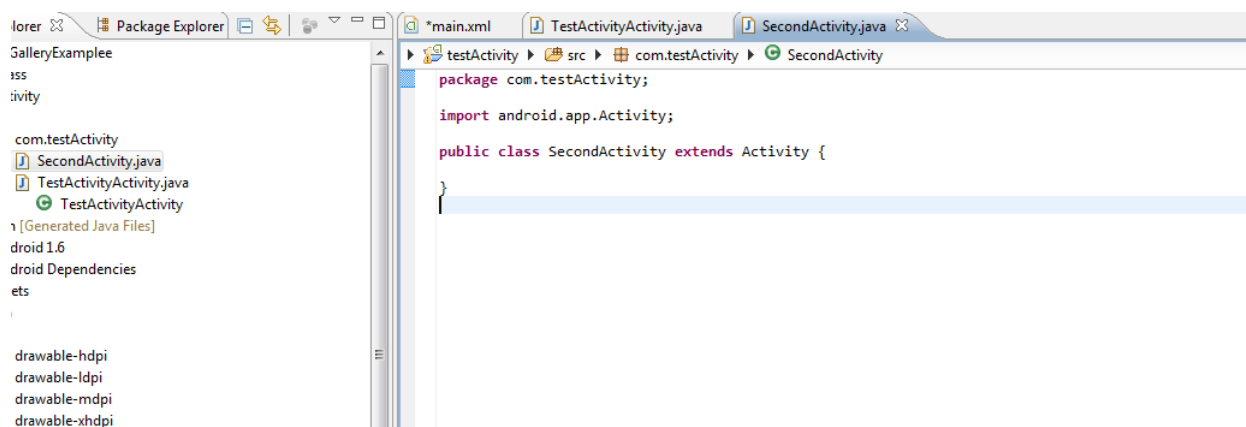 lorer Package Explorer
GalleryExamplee
ass
tivity
com.testActivity
SecondActivity.java
TestActivityActivity.java
TestActivityActivity
[Generated Java Files]
droid 1.6
droid Dependencies
ets
drawable-hdpi
drawable-ldpi
drawable-mdpi
drawable-xhdpi
*main.xml TestActivityActivity.java SecondActivity.java
testActivity src com.testActivity SecondActivity
package com.testActivity;
import android.app.Activity;
public class SecondActivity extends Activity {
}